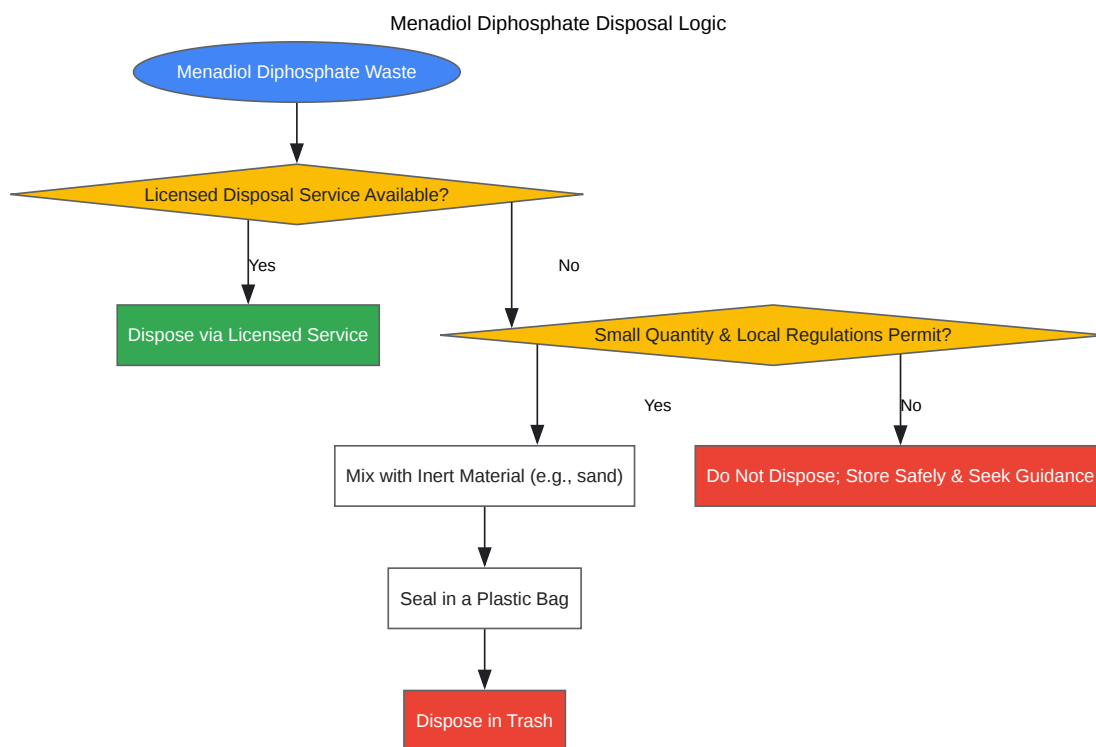 Menadiol Diphosphate Disposal Logic
Menadiol Diphosphate Waste
Licensed Disposal Service Available?
Yes
No
Dispose via Licensed Service
Small Quantity & Local Regulations Permit?
Yes
No
Mix with Inert Material (e.g., sand)
Do Not Dispose; Store Safely & Seek Guidance
Seal in a Plastic Bag
Dispose in Trash